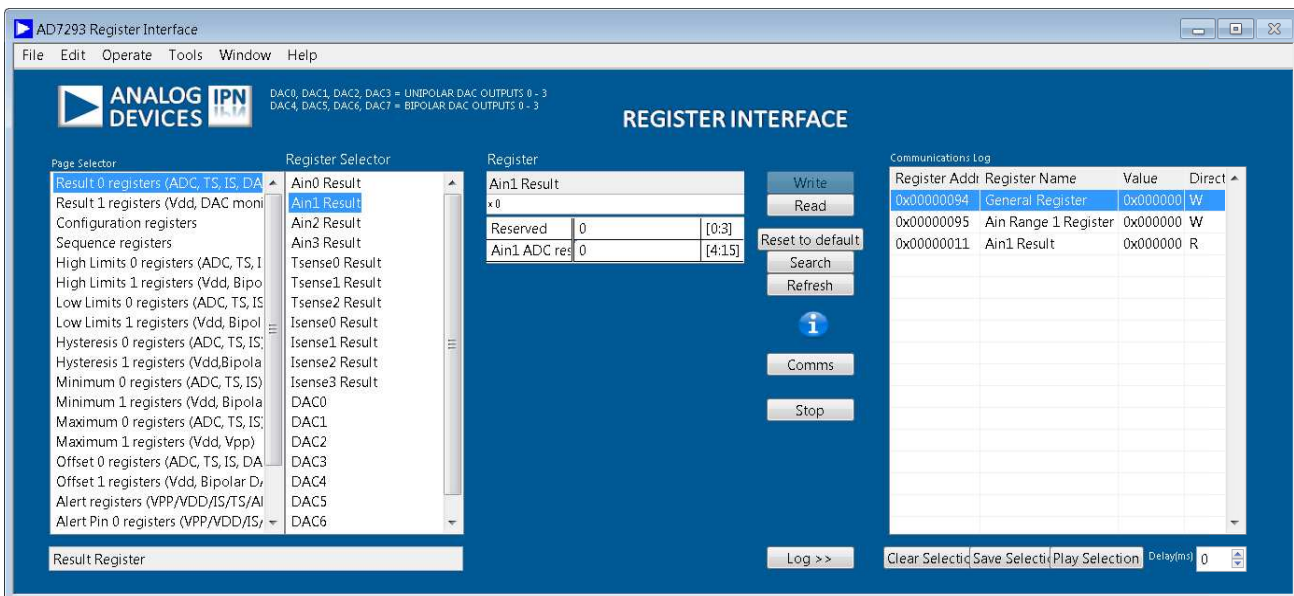 AD7293 Register Interface
File Edit Operate Tools Window Help
ANALOG DEVICES IPN
DAC0, DAC1, DAC2, DAC3 = UNIPOLAR DAC OUTPUTS 0 - 3
DAC4, DAC5, DAC6, DAC7 = BIPOLAR DAC OUTPUTS 0 - 3
REGISTER INTERFACE
Page Selector
Result 0 registers (ADC, TS, IS, DA
Result 1 registers (Vdd, DAC moni
Configuration registers
Sequence registers
High Limits 0 registers (ADC, TS, I
High Limits 1 registers (Vdd, Bipo
Low Limits 0 registers (ADC, TS, IS
Low Limits 1 registers (Vdd, Bipol
Hysteresis 0 registers (ADC, TS, IS,
Hysteresis 1 registers (Vdd,Bipola
Minimum 0 registers (ADC, TS, IS)
Minimum 1 registers (Vdd, Bipola
Maximum 0 registers (ADC, TS, IS,
Maximum 1 registers (Vdd, Vpp)
Offset 0 registers (ADC, TS, IS, DA
Offset 1 registers (Vdd, Bipolar D
Alert registers (VPP/VDD/IS/TS/AI
Alert Pin 0 registers (VPP/VDD/IS/
Result Register
Register Selector
Ain0 Result
Ain1 Result
Ain2 Result
Ain3 Result
Tsense0 Result
Tsense1 Result
Tsense2 Result
Isense0 Result
Isense1 Result
Isense2 Result
Isense3 Result
DAC0
DAC1
DAC2
DAC3
DAC4
DAC5
DAC6
Register
Ain1 Result
x 0
Reserved 0 [0:3]
Ain1 ADC res 0 [4:15]
Write
Read
Reset to default
Search
Refresh
Comms
Stop
Log >>
Communications Log
Register Addr Register Name Value Direct
0x00000094 General Register 0x000000 W
0x00000095 Ain Range 1 Register 0x000000 W
0x00000011 Ain1 Result 0x000000 R
Clear Selectic Save Selecti Play Selection Delay(ms) 0